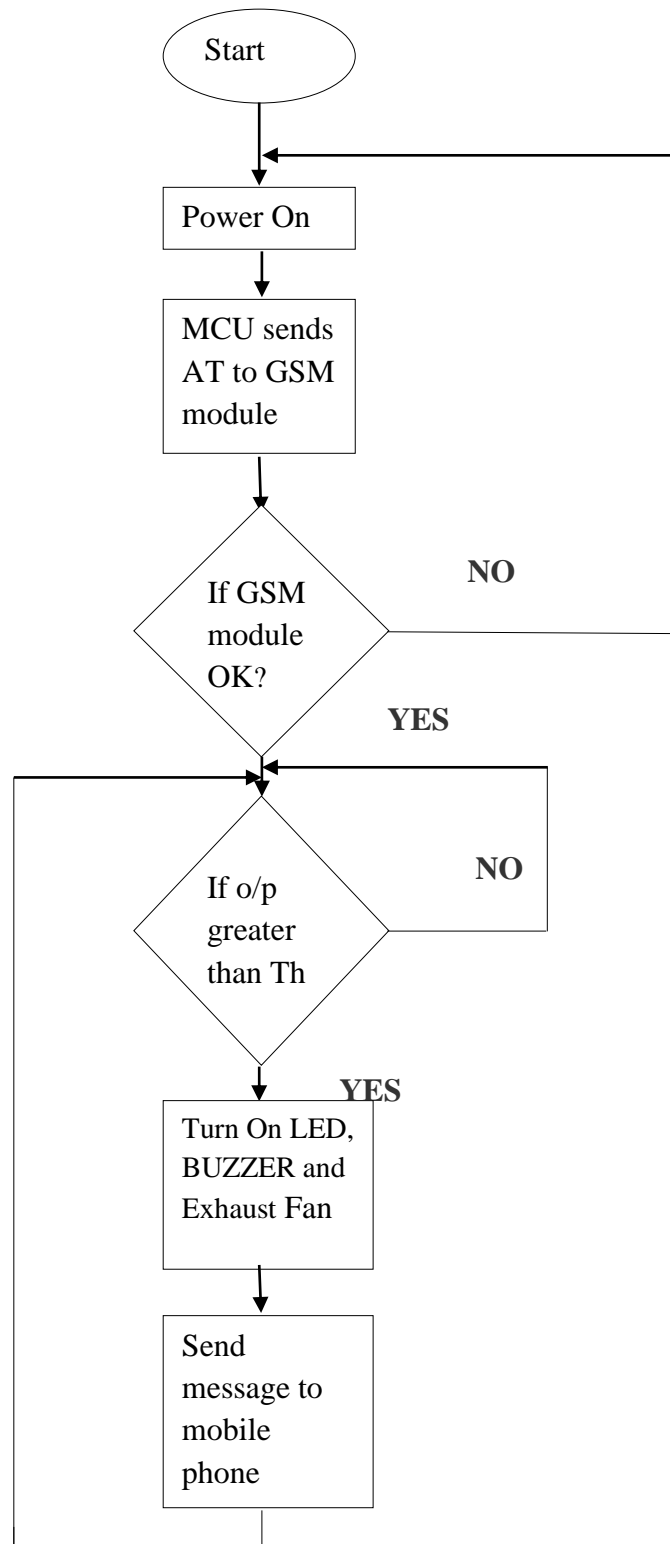 Start
Power On
MCU sends
AT to GSM
module
NO
If GSM
module
OK?
YES
NO
If o/p
greater
than Th
YES
Turn On LED,
BUZZER and
Exhaust Fan
Send
message to
mobile
phone